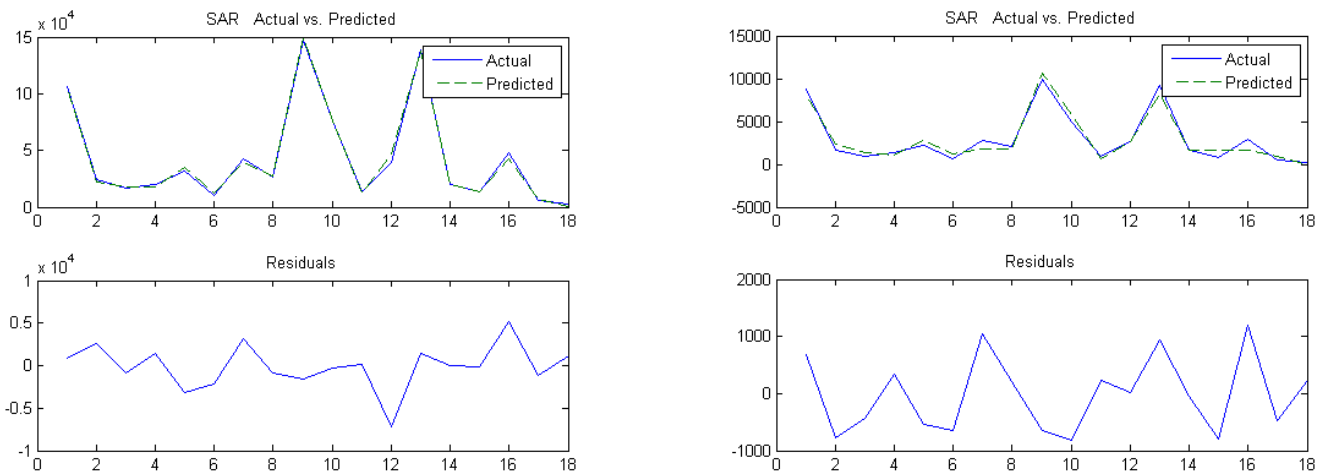 x 10^4
SAR Actual vs. Predicted
15
10
5
0
Actual
Predicted
0 2 4 6 8 10 12 14 16 18
x 10^4
Residuals
1
0.5
0
-0.5
-1
0 2 4 6 8 10 12 14 16 18
SAR Actual vs. Predicted
15000
10000
5000
0
-5000
Actual
Predicted
0 2 4 6 8 10 12 14 16 18
Residuals
2000
1000
0
-1000
0 2 4 6 8 10 12 14 16 18